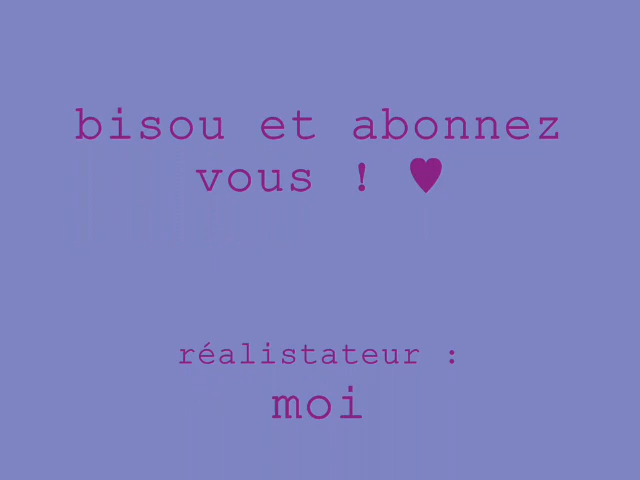 bisou et abonnez
vous ! ♥
réalistateur :
moi